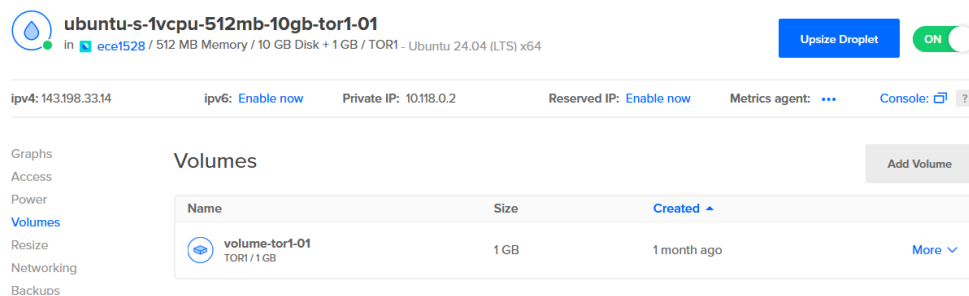 ubuntu-s-1vcpu-512mb-10gb-tor1-01
in ece1528 / 512 MB Memory / 10 GB Disk + 1 GB / TOR1 - Ubuntu 24.04 (LTS) x64
Upsize Droplet
ON
ipv4: 143.198.33.14 ipv6: Enable now Private IP: 10.118.0.2 Reserved IP: Enable now Metrics agent: ••• Console: ?
Graphs
Access
Power
Volumes
Resize
Networking
Backups
Volumes
Add Volume
Name Size Created
volume-tor1-01 1 GB 1 month ago More
TOR1 / 1 GB